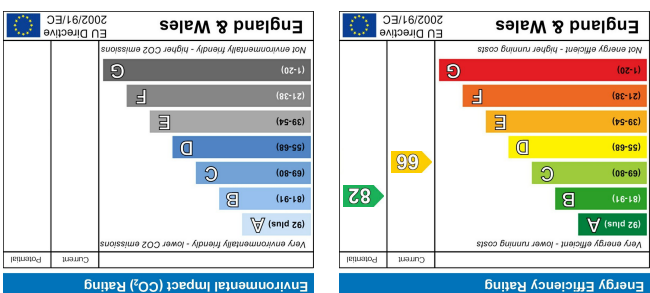 Energy Efficiency Rating
Current
Potential
Very energy efficient - lower running costs
(92 plus) A
(81-91) B
82
(69-80) C
66
(55-68) D
(39-54) E
(21-38) F
(1-20) G
Not energy efficient - higher running costs
England & Wales
EU Directive
2002/91/EC
Environmental Impact (CO₂) Rating
Current
Potential
Very environmentally friendly - lower CO2 emissions
(92 plus) A
(81-91) B
(69-80) C
(55-68) D
(39-54) E
(21-38) F
(1-20) G
Not environmentally friendly - higher CO2 emissions
England & Wales
EU Directive
2002/91/EC